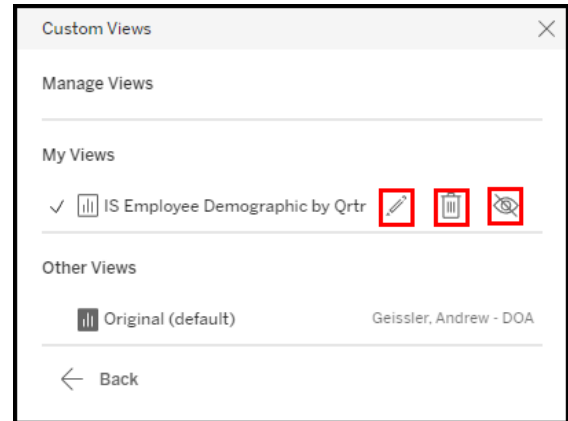 Custom Views
Manage Views
My Views
IS Employee Demographic by Qrtr
Other Views
Original (default) Geissler, Andrew - DOA
Back